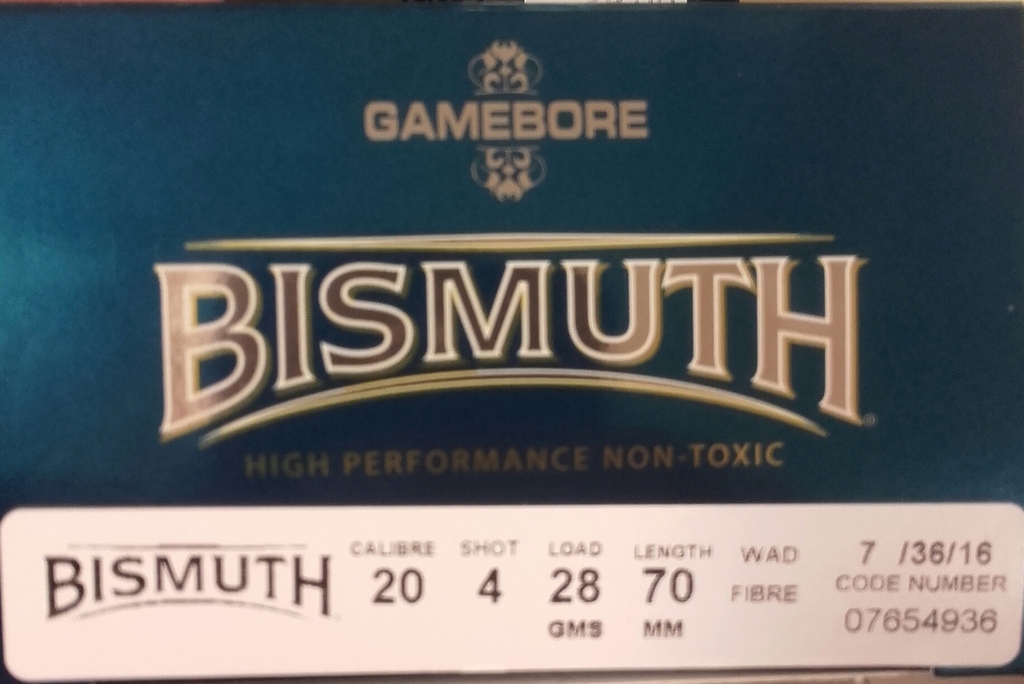 GAMEBORE
BISMUTH
HIGH PERFORMANCE NON-TOXIC
BISMUTH
CALIBRE SHOT LOAD LENGTH WAD 7 /36/16
20 4 28 70 FIBRE CODE NUMBER
GMS MM 07654936